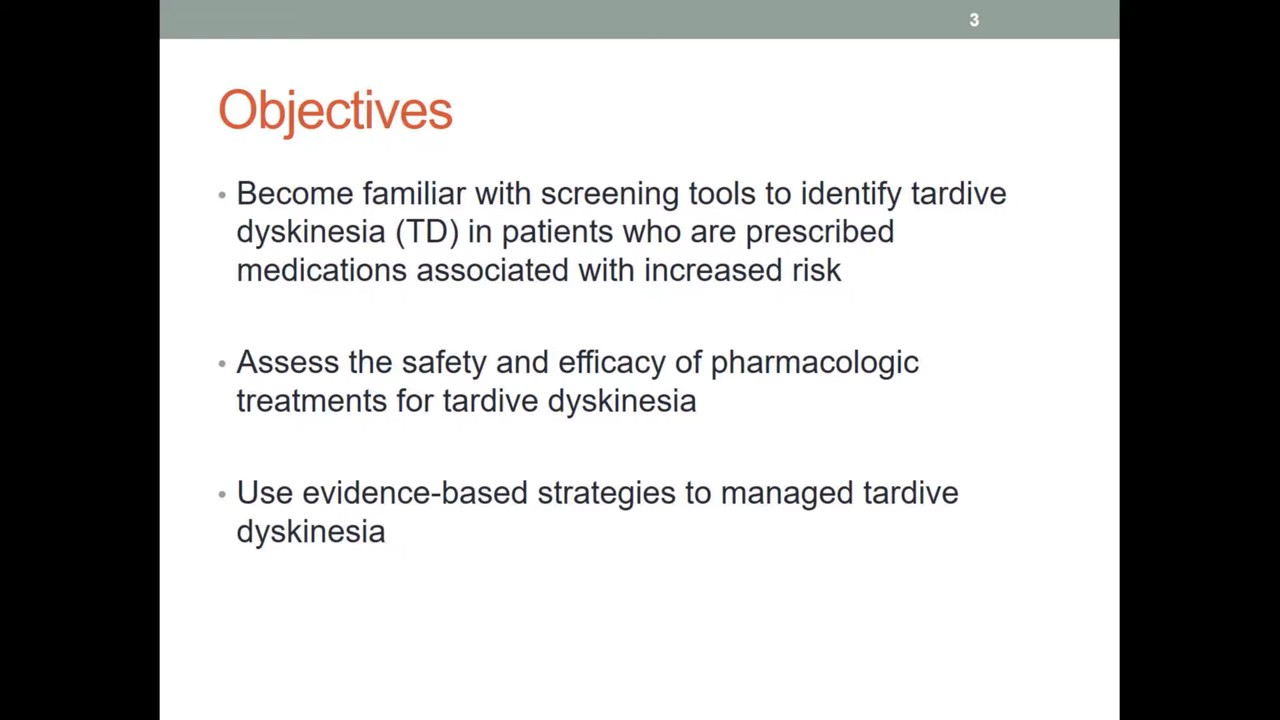 3
Objectives
• Become familiar with screening tools to identify tardive
dyskinesia (TD) in patients who are prescribed
medications associated with increased risk
• Assess the safety and efficacy of pharmacologic
treatments for tardive dyskinesia
• Use evidence-based strategies to managed tardive
dyskinesia